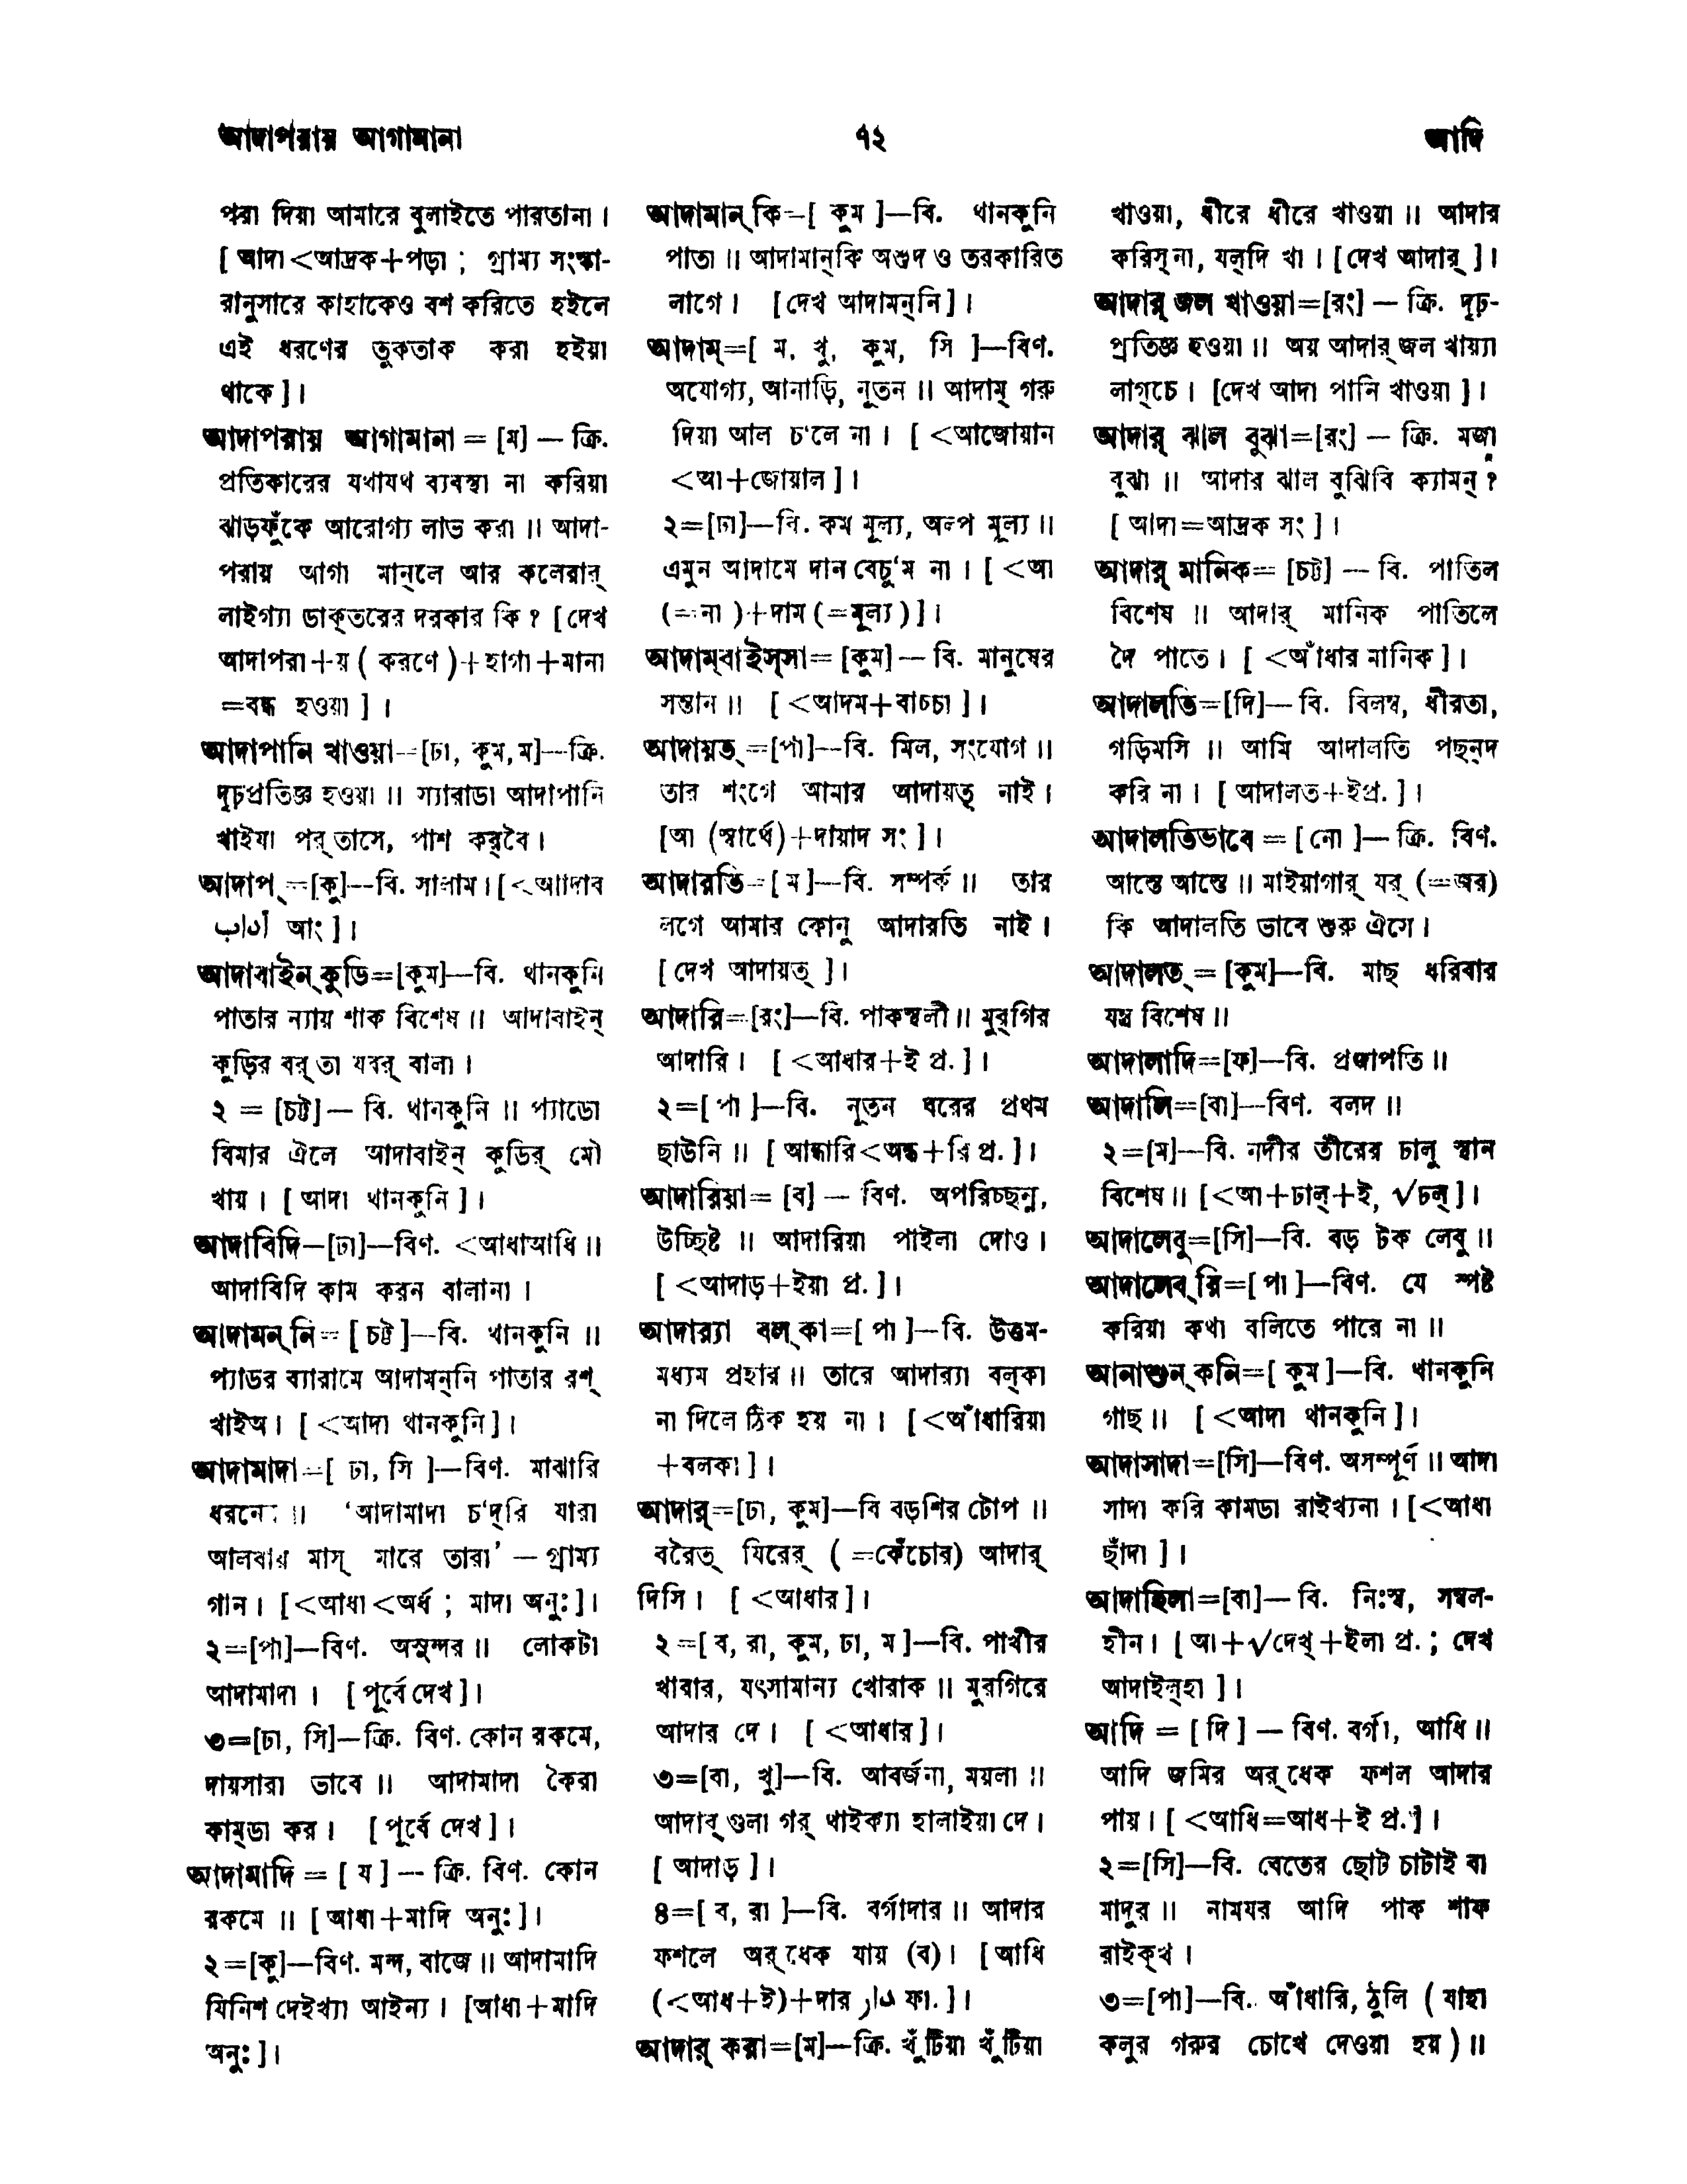 আদাপরায় আগামানা
৭২
আদি
পরা দিয়া আমারে বুলাইতে পারতানা।
[ আদা<আদ্রক+পড়া ; গ্রাম্য সংস্কা-
রানুসারে কাহাকেও বশ করিতে হইলে
এই ধরণের তুকতাক করা হইয়া
থাকে ]।
আদাপরায় আগামানা = [ম] — ক্রি.
প্রতিকারের যথাযথ ব্যবস্থা না করিয়া
ঝাড়ফুঁকে আরোগ্য লাভ করা॥ আদা-
পরায় আগা মান্‌লে আর কলেরার্
লাইগ্যা ডাক্‌তরের দরকার কি? [ দেখ
আদাপরা+য় ( করণে )+হাগা+মানা
=বন্ধ হওয়া ] ।
আদাপানি খাওয়া=[ঢা, কুম, ম]—ক্রি.
দৃঢ়প্রতিজ্ঞ হওয়া॥ স্যারাডা আদাপানি
খাইযা পর্‌তাসে, পাশ কর্‌বৈ।
আদাপ্=[কু]—বি. সালাম। [<আাদাব
آداب আং ]।
আদাবাইন্‌কুডি=[কুম]—বি. থানকুনি
পাতার ন্যায় শাক বিশেষ॥ আদাবাইন্
কুড়ির বর্‌তা যবর্ বালা।
২ = [চট্ট] — বি. থানকুনি॥ প্যাডো
বিমার ঐলে আদাবাইন্ কুডির্ মৌ
খায়। [ আদা থানকুনি ]।
আদাবিদি—[ঢা]—বিণ. <আধাআধি॥
আদাবিদি কাম করন বালানা।
আদামন্‌নি=[ চট্ট ]—বি. থানকুনি॥
প্যাডর ব্যারামে আদামন্‌নি পাতার রশ্
খাইঅ। [ <আদা থানকুনি ]।
আদামাদা=[ ঢা, সি ]—বিণ. মাঝারি
॥ ‘আদামাদা চ'দ্‌রি যারা
আলবার মাস্ মারে তারা’ — গ্রাম্য
গান। [<আধা<অর্ধ ; মাদা অনু:]।
২=[পা]—বিণ. অসুন্দর॥ লোকটা
আদামাদা। [ পূর্বে দেখ ]।
৩=[ঢা, সি]—ক্রি. বিণ. কোন রকমে,
দায়সারা ভাবে॥ আদামাদা কৈরা
কাম্‌ডা কর। [ পূর্বে দেখ ]।
আদামাদি = [ য ] — ক্রি. বিণ. কোন
রকমে॥ [ আধা+মাদি অনু: ]।
২=[কু]—বিণ. মন্দ, বাজে॥ আদামাদি
যিনিশ দেইখ্যা আইন্য। [আধা+মাদি
অনু: ]।
আদামান্‌কি=[ কুম ]—বি. থানকুনি
পাতা॥ আদামান্‌কি অশুদ ও তরকারিত
লাগে। [দেখ আদামন্‌নি]।
আদাম্=[ ম, খু, কুম, সি ]—বিণ.
অযোগ্য, আনাড়ি, নূতন॥ আদাম্ গরু
দিয়া আল চ'লে না। [ <আজোয়ান
<আ+জোয়াল ]।
২=[ঢা]—বি. কম মূল্য, অল্প মূল্য॥
এমুন আদামে দান বেচু'ম না। [ <আ
(=না )+দাম (=মূল্য) ]।
আদাম্‌বাইস্‌সা=[কুম] — বি. মানুষের
সন্তান॥ [ <আদম+বাচ্চা ]।
আদায়ত্=[পা]—বি. মিল, সংযোগ॥
তার শংগে আমার আদায়ত্ নাই।
[আ (স্বার্থে)+দায়াদ সং ]।
আদারতি=[ ম ]—বি. সম্পর্ক॥ তার
লগে আমার কোনু আদারতি নাই।
[ দেখ আদায়ত্ ]।
আদারি=[রং]—বি. পাকস্থলী॥ মুর্‌গির
আদারি। [ <আধার+ই প্র. ]।
২=[ পা ]—বি. নূতন ঘরের প্রথম
ছাউনি॥ [ আন্ধারি<অন্ধ+রি প্র. ]।
আদারিয়া= [ব] — বিণ. অপরিচ্ছন্ন,
উচ্ছিষ্ট॥ আদারিয়া পাইলা দোও।
[ <আদাড়+ইয়া প্র. ]।
আদার‍্যা বল্‌কা=[ পা ]—বি. উত্তম-
মধ্যম প্রহার॥ তারে আদার‍্যা বল্‌কা
না দিলে ঠিক হয় না। [<আঁধারিয়া
+বলকা ]।
আদার্=[ঢা, কুম]—বি বড়শির টোপ॥
বরৈত্ যিরের্ ( =কেঁচোর) আদার্
দিসি। [ <আধার ]।
২=[ ব, রা, কুম, ঢা, ম ]—বি. পাখীর
খাবার, যৎসামান্য খোরাক॥ মুরগিরে
আদার দে। [ <আধার ]।
৩=[বা, খু]—বি. আবর্জনা, ময়লা॥
আদার্‌গুলা গর্ থাইক্যা হালাইয়া দে।
[ আদাড় ]।
৪=[ ব, রা ]—বি. বর্গাদার॥ আদার
ফশলে অর্‌ধেক যায় (ব)। [ আধি
(<আধ+ই)+দার دار ফা. ]।
আদার্ করা=[ম]—ক্রি. খুঁটিয়া খুঁটিয়া
খাওয়া, ধীরে ধীরে খাওয়া॥ আদার
করিস্‌না, যল্‌দি খা। [দেখ আদার্ ]।
আদার্ জল খাওয়া=[রং] — ক্রি. দৃঢ়-
প্রতিজ্ঞ হওয়া॥ অয় আদার্ জল খায়্যা
লাগ্‌চে। [দেখ আদা পানি খাওয়া ]।
আদার্ ঝাল বুঝা=[রং] — ক্রি. মজা
বুঝা॥ আদার ঝাল বুঝিবি ক্যামন্?
[ আদা=আদ্রক সং ]।
আদার্ মানিক= [চট্ট] — বি. পাতিল
বিশেষ॥ আদার্ মানিক পাতিলে
দৈ পাতে। [ <আঁধার মানিক ]।
আদালতি=[দি]— বি. বিলম্ব, ধীরতা,
গড়িমসি॥ আমি আদালতি পছন্‌দ
করি না। [ আদালত+ইপ্র. ]।
আদালতিভাবে = [ নো ]— ক্রি. বিণ.
আস্তে আস্তে॥ মাইয়াগার্ যর্ (=জর)
কি আদালতি ভাবে শুরু ঐগে।
আদালত্ = [কুম]—বি. মাছ ধরিবার
যন্ত্র বিশেষ॥
আদালাদি=[ফ]—বি. প্রজাপতি॥
আদালি=[বা]—বিণ. বলদ॥
২=[ম]—বি. নদীর তীরের ঢালু স্থান
বিশেষ॥ [<আ+ঢাল্+ই, √চল্ ]।
আদালেবু=[সি]—বি. বড় টক লেবু॥
আদালেব্‌রি=[ পা ]—বিণ. যে স্পষ্ট
করিয়া কথা বলিতে পারে না॥
আনাশুন্‌কনি=[ কুম ]—বি. থানকুনি
গাছ॥ [ <আদা থানকুনি ]।
আদাসাদা=[সি]—বিণ. অসম্পূর্ণ॥ আদা
সাদা করি কামডা রাইখ্যনা। [<আধা
ছাঁদা ]।
আদাহিলা=[বা]— বি. নিঃস্ব, সম্বল-
হীন। [ আ+√দেখ্+ইলা প্র. ; দেখ
আদাইল্‌হা ]।
আদি = [ দি ] — বিণ. বর্গা, আধি॥
আদি জমির অর্‌ধেক ফশল আদার
পায়। [ <আধি=আধ+ই প্র. ]।
২=[সি]—বি. বেতের ছোট চাটাই বা
মাদুর॥ নামযর আদি পাক শাফ
রাইক্‌খ।
৩=[পা]—বি. আঁধারি, ঠুলি ( যাহা
কলুর গরুর চোখে দেওয়া হয় )॥